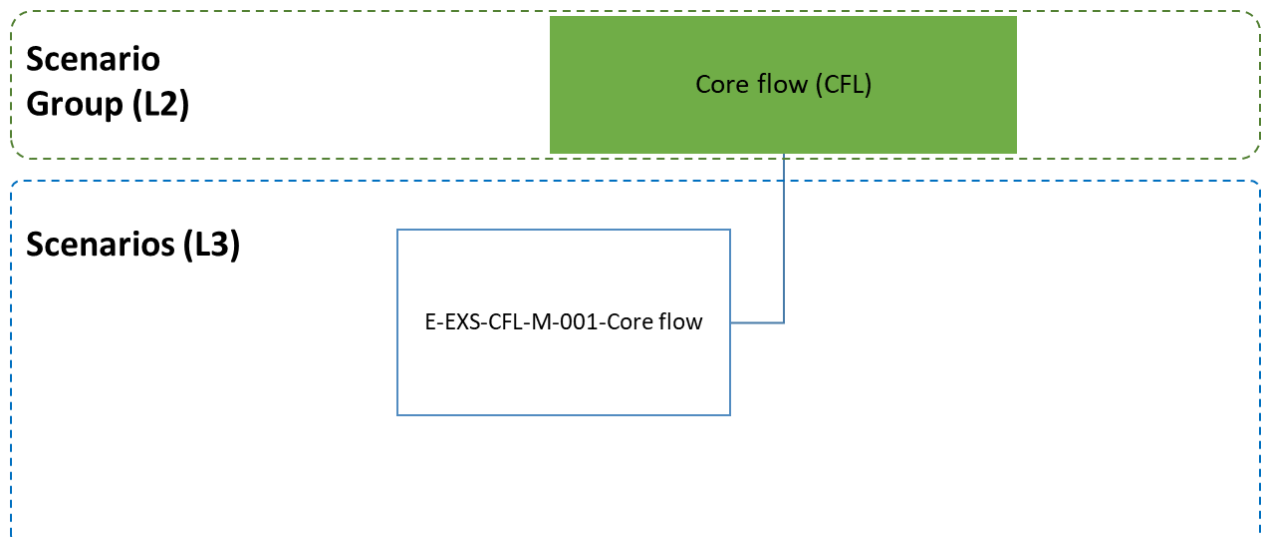 Scenario
Group (L2)
Core flow (CFL)
Scenarios (L3)
E-EXS-CFL-M-001-Core flow